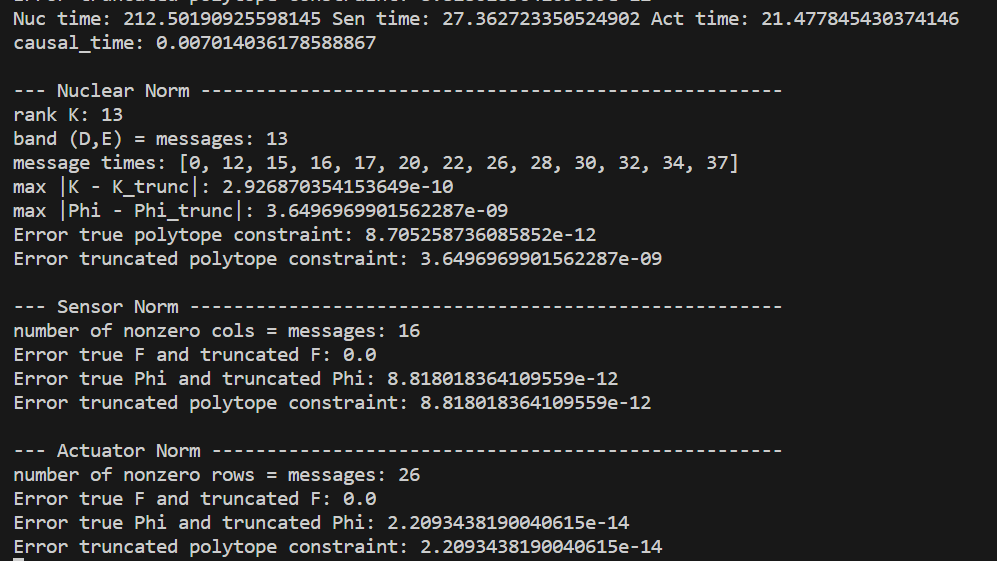 Nuc time: 212.50190925598145 Sen time: 27.362723350524902 Act time: 21.477845430374146
causal_time: 0.007014036178588867
--- Nuclear Norm ------------------------------------------------------
rank K: 13
band (D,E) = messages: 13
message times: [0, 12, 15, 16, 17, 20, 22, 26, 28, 30, 32, 34, 37]
max |K - K_trunc|: 2.926870354153649e-10
max |Phi - Phi_trunc|: 3.6496969901562287e-09
Error true polytope constraint: 8.705258736085852e-12
Error truncated polytope constraint: 3.6496969901562287e-09
--- Sensor Norm -------------------------------------------------------
number of nonzero cols = messages: 16
Error true F and truncated F: 0.0
Error true Phi and truncated Phi: 8.818018364109559e-12
Error truncated polytope constraint: 8.818018364109559e-12
--- Actuator Norm -----------------------------------------------------
number of nonzero rows = messages: 26
Error true F and truncated F: 0.0
Error true Phi and truncated Phi: 2.2093438190040615e-14
Error truncated polytope constraint: 2.2093438190040615e-14